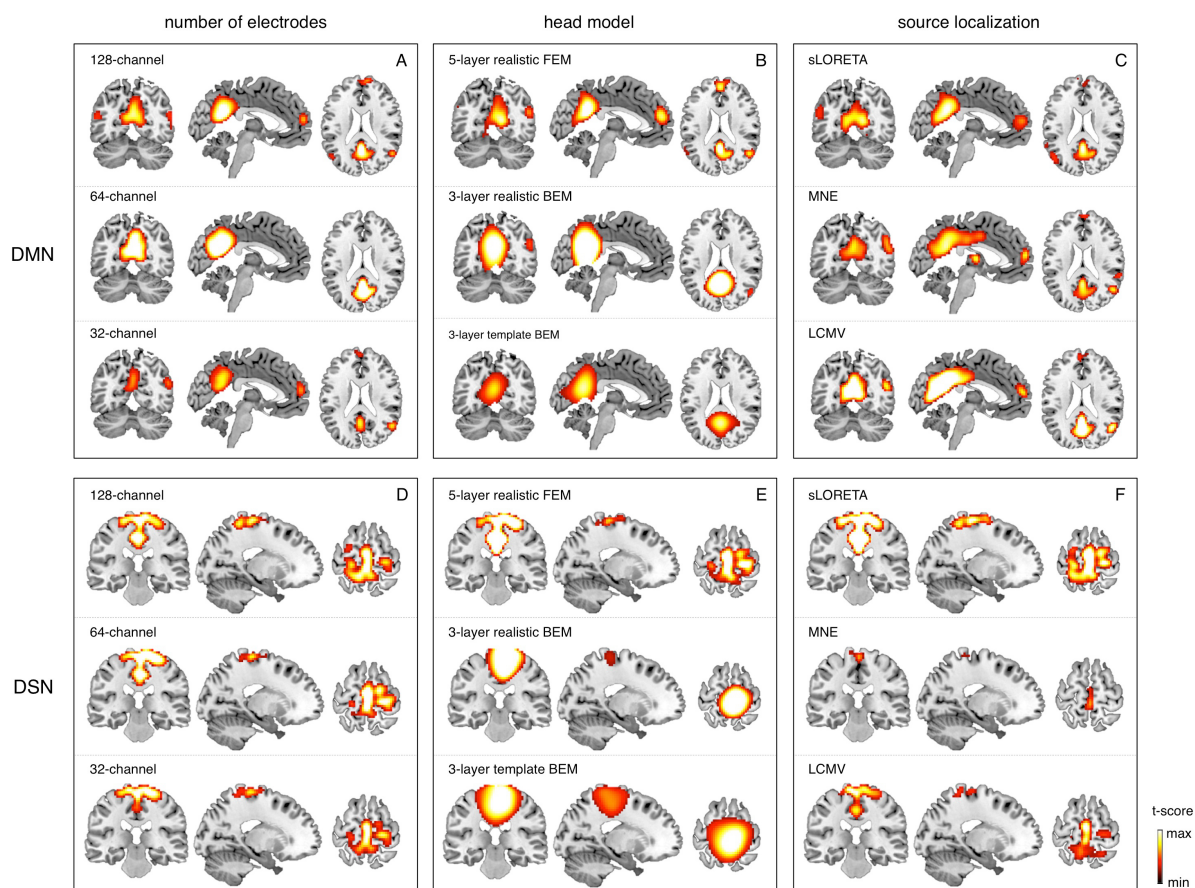 number of electrodes
head model
source localization
DMN
128-channel
A
64-channel
32-channel
5-layer realistic FEM
B
3-layer realistic BEM
3-layer template BEM
sLORETA
C
MNE
LCMV
DSN
128-channel
D
64-channel
32-channel
5-layer realistic FEM
E
3-layer realistic BEM
3-layer template BEM
sLORETA
F
MNE
LCMV
t-score
max
min